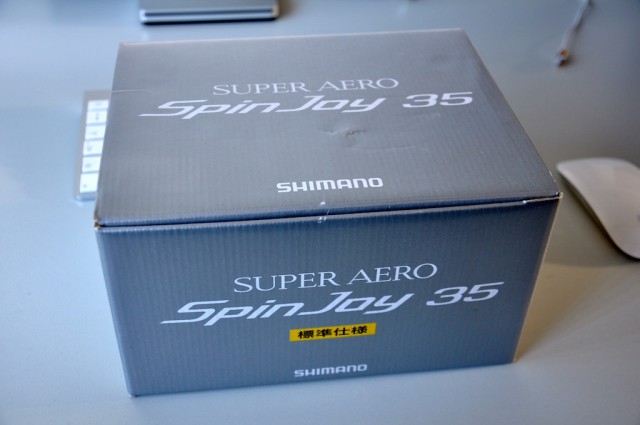 SUPER AERO
SpinJoy 35
SHIMANO
SUPER AERO
SpinJoy 35
標準仕様
SHIMANO